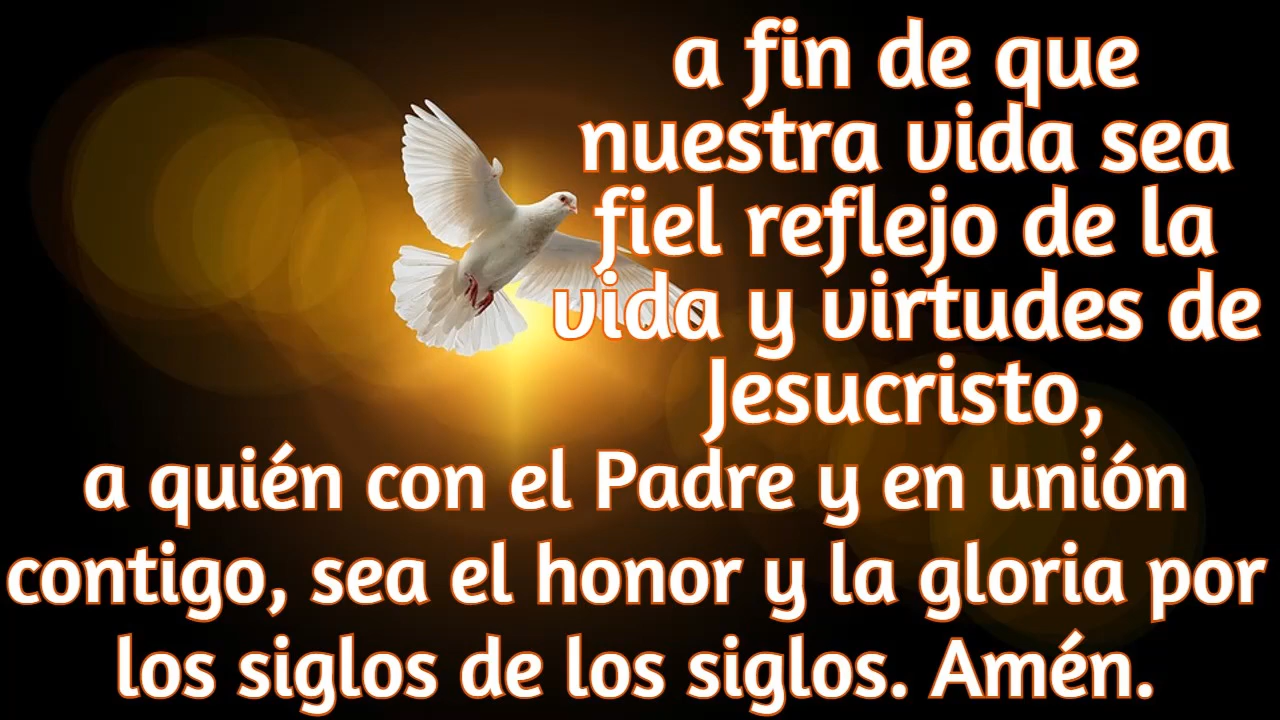 a fin de que
nuestra vida sea
fiel reflejo de la
vida y virtudes de
Jesucristo,
a quién con el Padre y en unión
contigo, sea el honor y la gloria por
los siglos de los siglos. Amén.